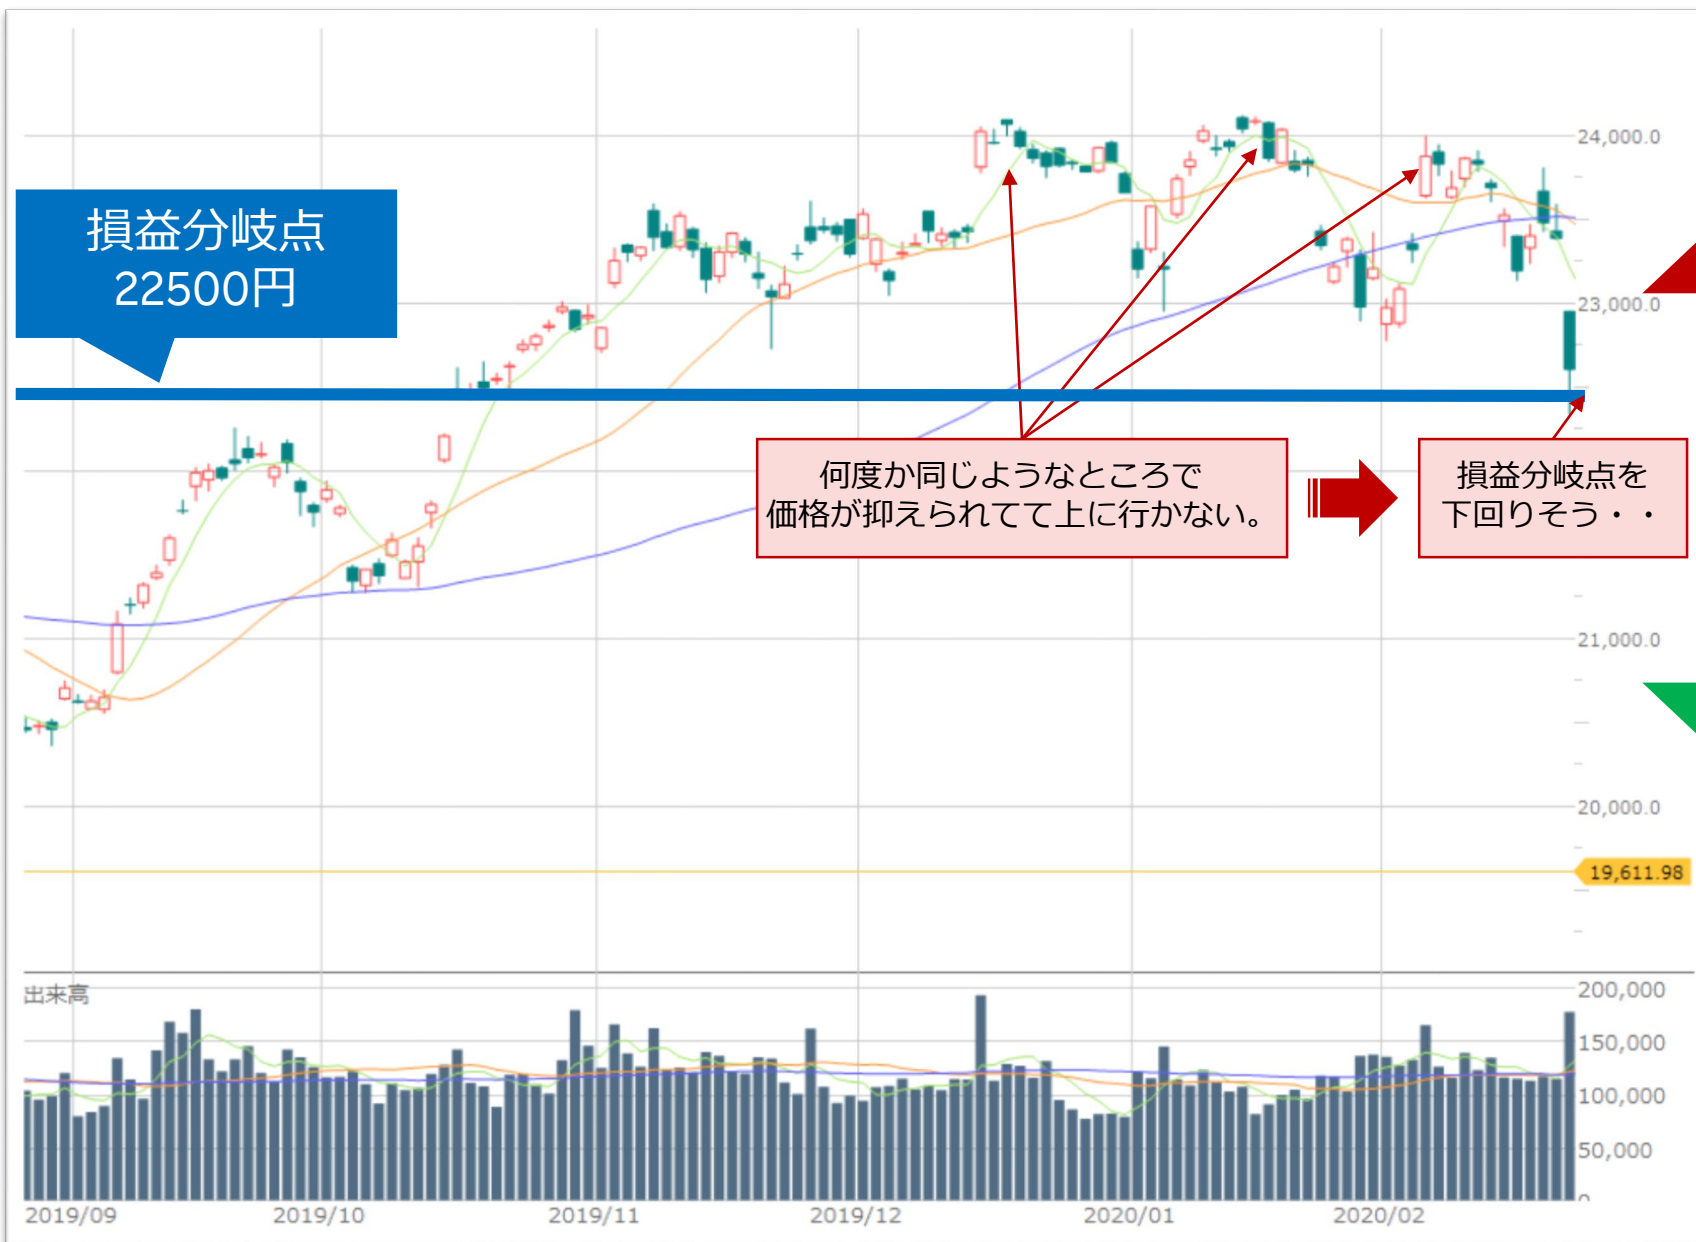 24,000.0
損益分岐点
22500円
23,000.0
何度か同じようなところで
価格が抑えられてて上に行かない。
損益分岐点を
下回りそう・・
21,000.0
20,000.0
19,611.98
出来高
200,000
150,000
100,000
50,000
0
2019/09
2019/10
2019/11
2019/12
2020/01
2020/02